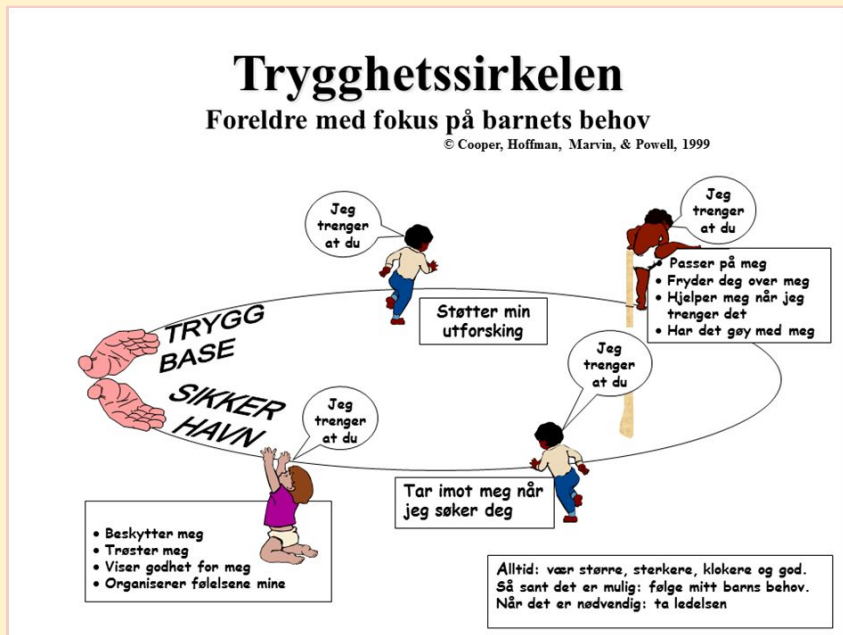 Trygghetssirkelen
Foreldre med fokus på barnets behov
© Cooper, Hoffman, Marvin, & Powell, 1999
Jeg
trenger
at du
Støtter min
utforsking
Jeg
trenger
at du
• Passer på meg
• Fryder deg over meg
• Hjelper meg når jeg
trenger det
• Har det gøy med meg
TRYGG
BASE
SIKKER
HAVN
Jeg
trenger
at du
Tar imot meg når
jeg søker deg
Jeg
trenger
at du
• Beskytter meg
• Trøster meg
• Viser godhet for meg
• Organiserer følelsene mine
Alltid: vær større, sterkere, klokere og god.
Så sant det er mulig: følge mitt barns behov.
Når det er nødvendig: ta ledelsen